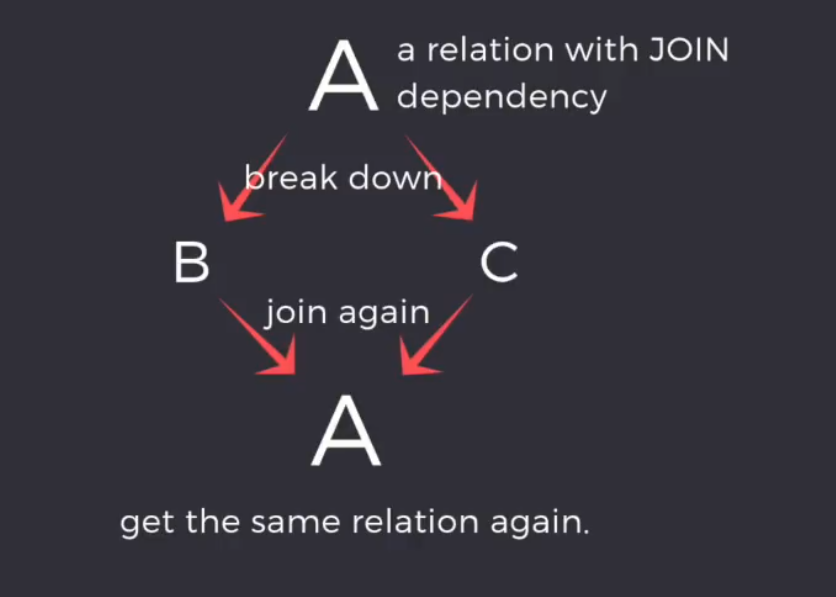 A
a relation with JOIN
dependency
break down
B
C
join again
A
get the same relation again.